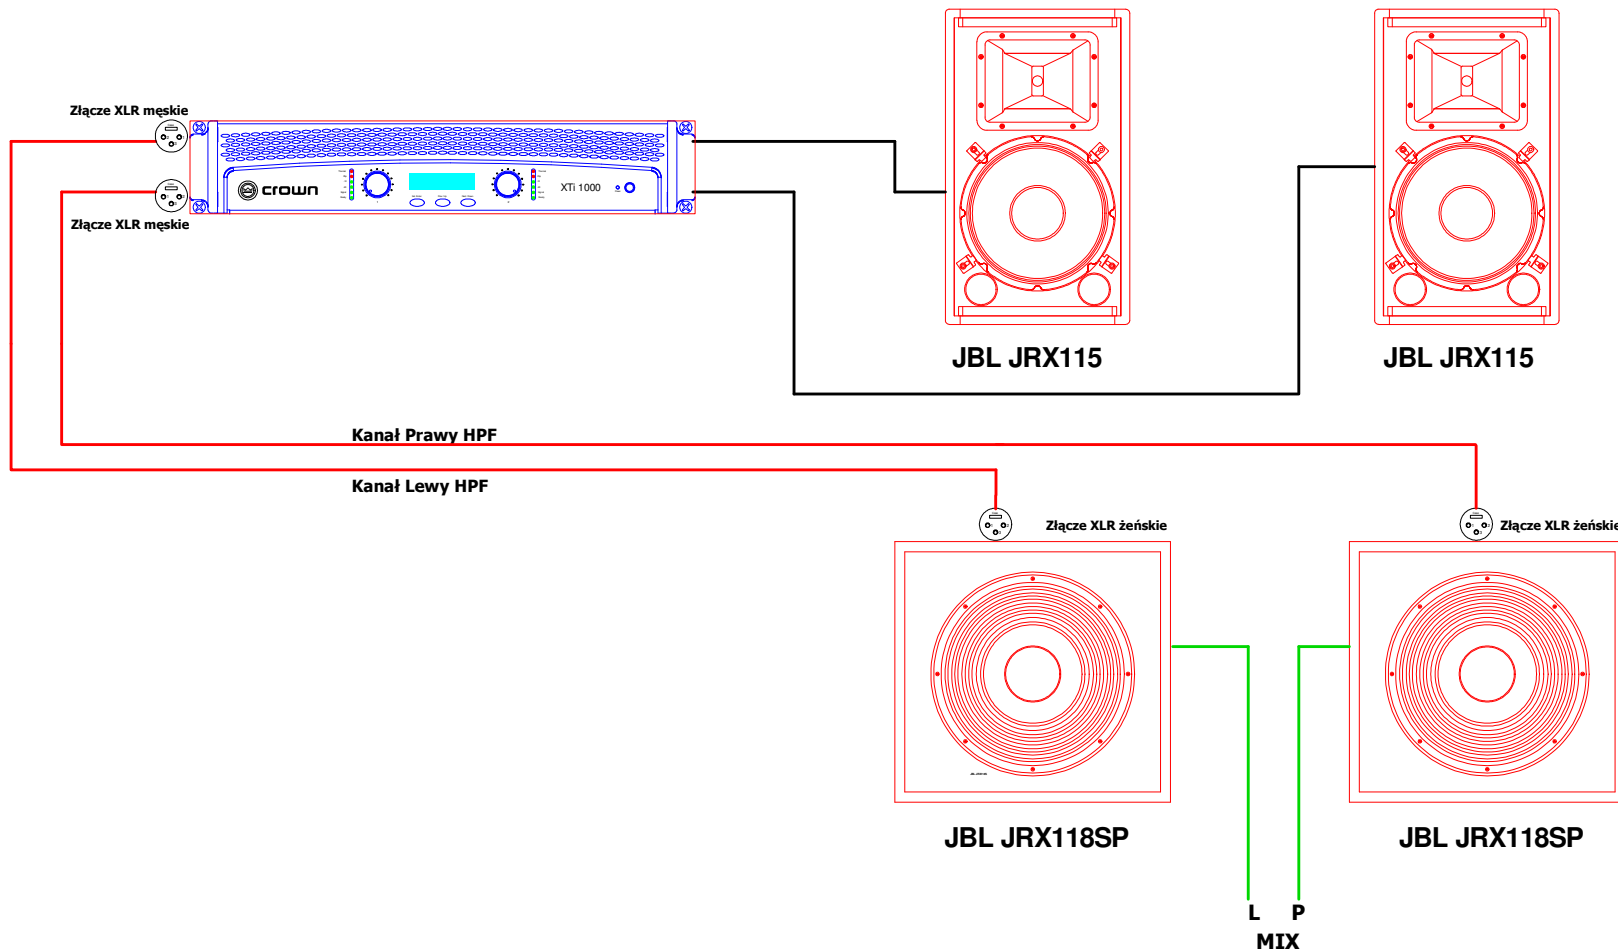 Złącze XLR męskie
crown
XTi 1000
Złącze XLR męskie
JBL JRX115
JBL JRX115
Kanał Prawy HPF
Kanał Lewy HPF
Złącze XLR żeńskie
Złącze XLR żeńskie
JBL JRX118SP
JBL JRX118SP
L P
MIX